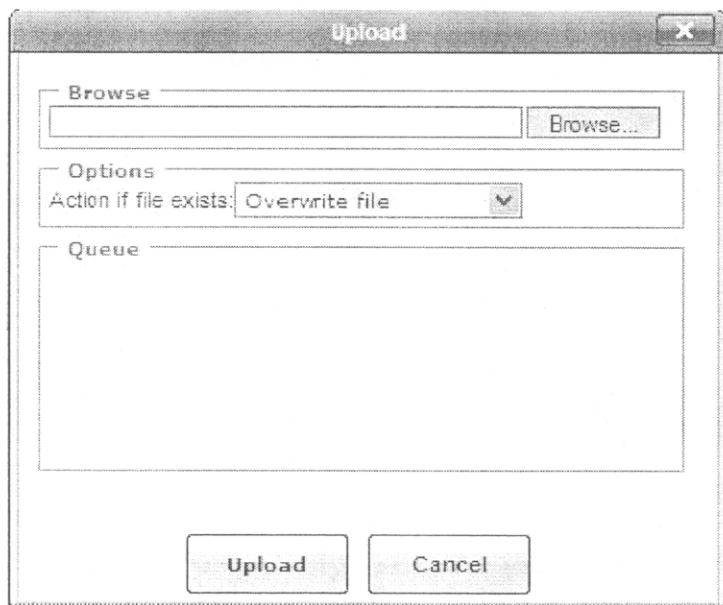 Upload
Browse
Browse...
Options
Action if file exists: Overwrite file
Queue
Upload
Cancel